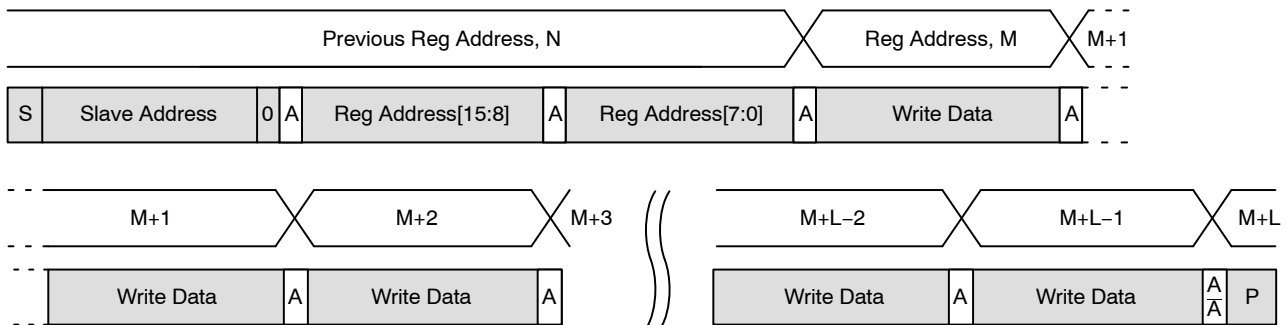 Previous Reg Address, N Reg Address, M M+1
S Slave Address 0 A Reg Address[15:8] A Reg Address[7:0] A Write Data A
M+1 M+2 M+3 M+L−2 M+L−1 M+L
Write Data A Write Data A Write Data A Write Data A A̅ P